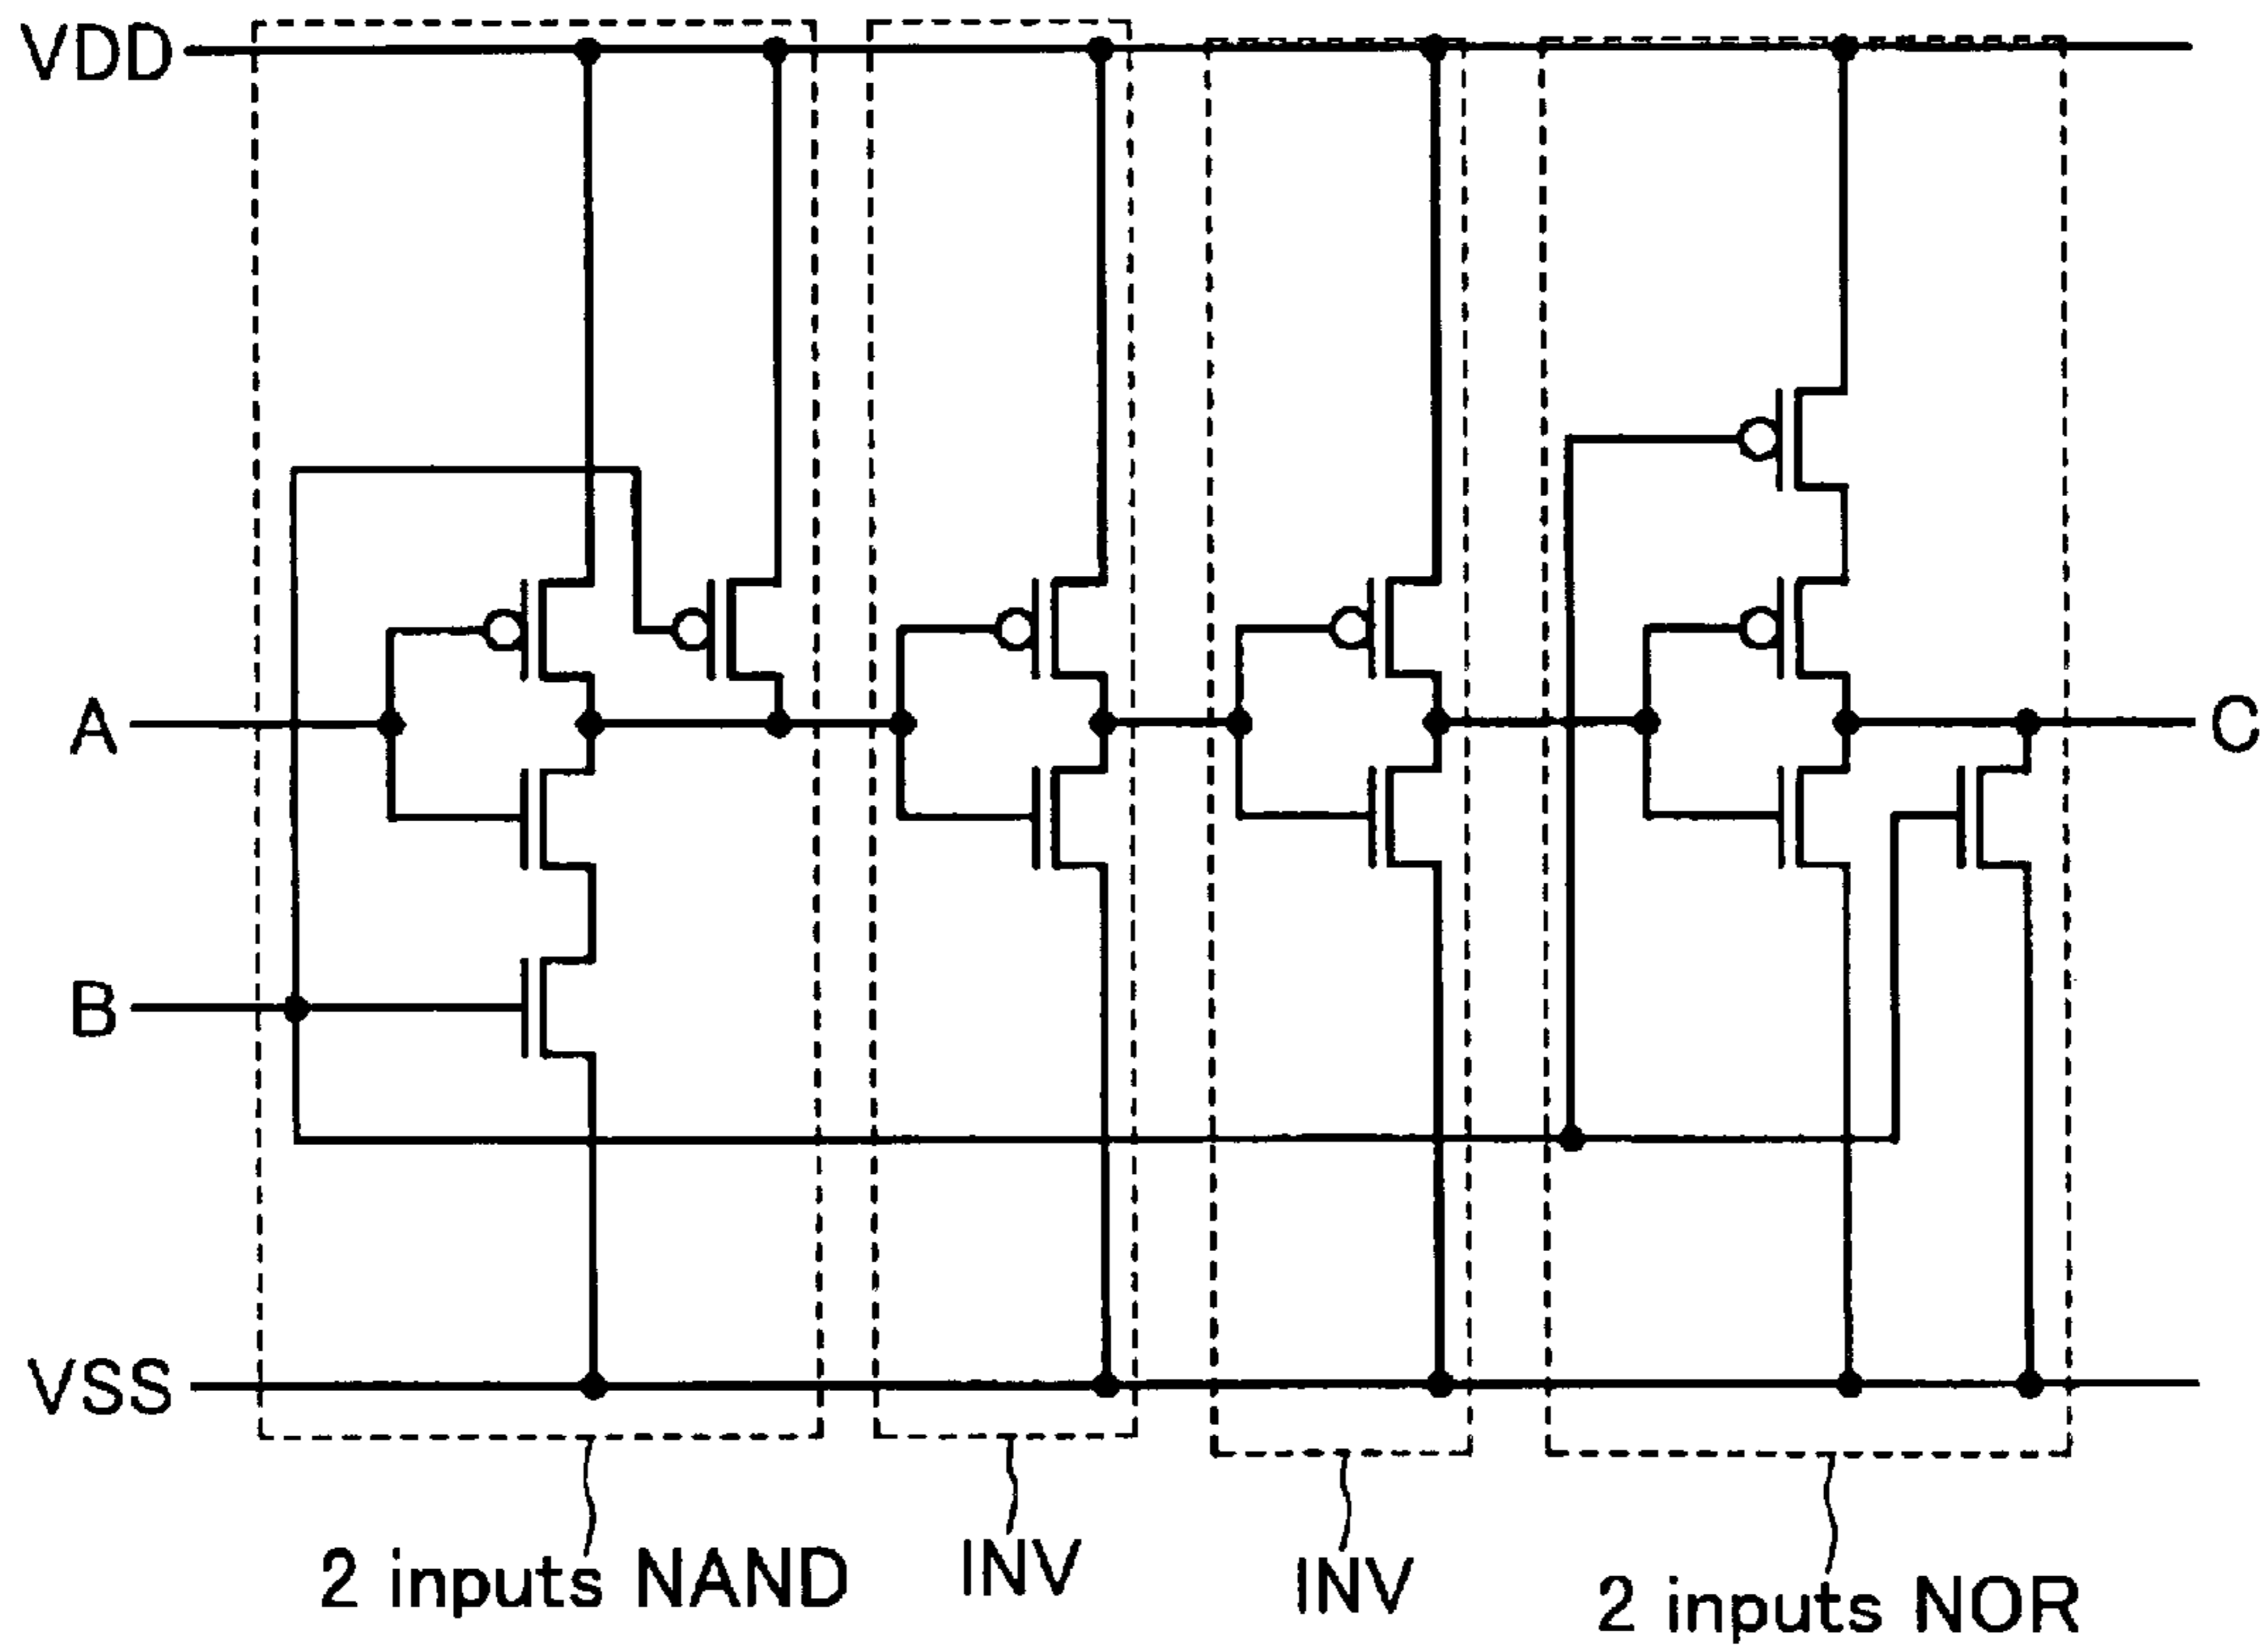 VDD
A
C
B
VSS
2 inputs NAND
INV
INV
2 inputs NOR